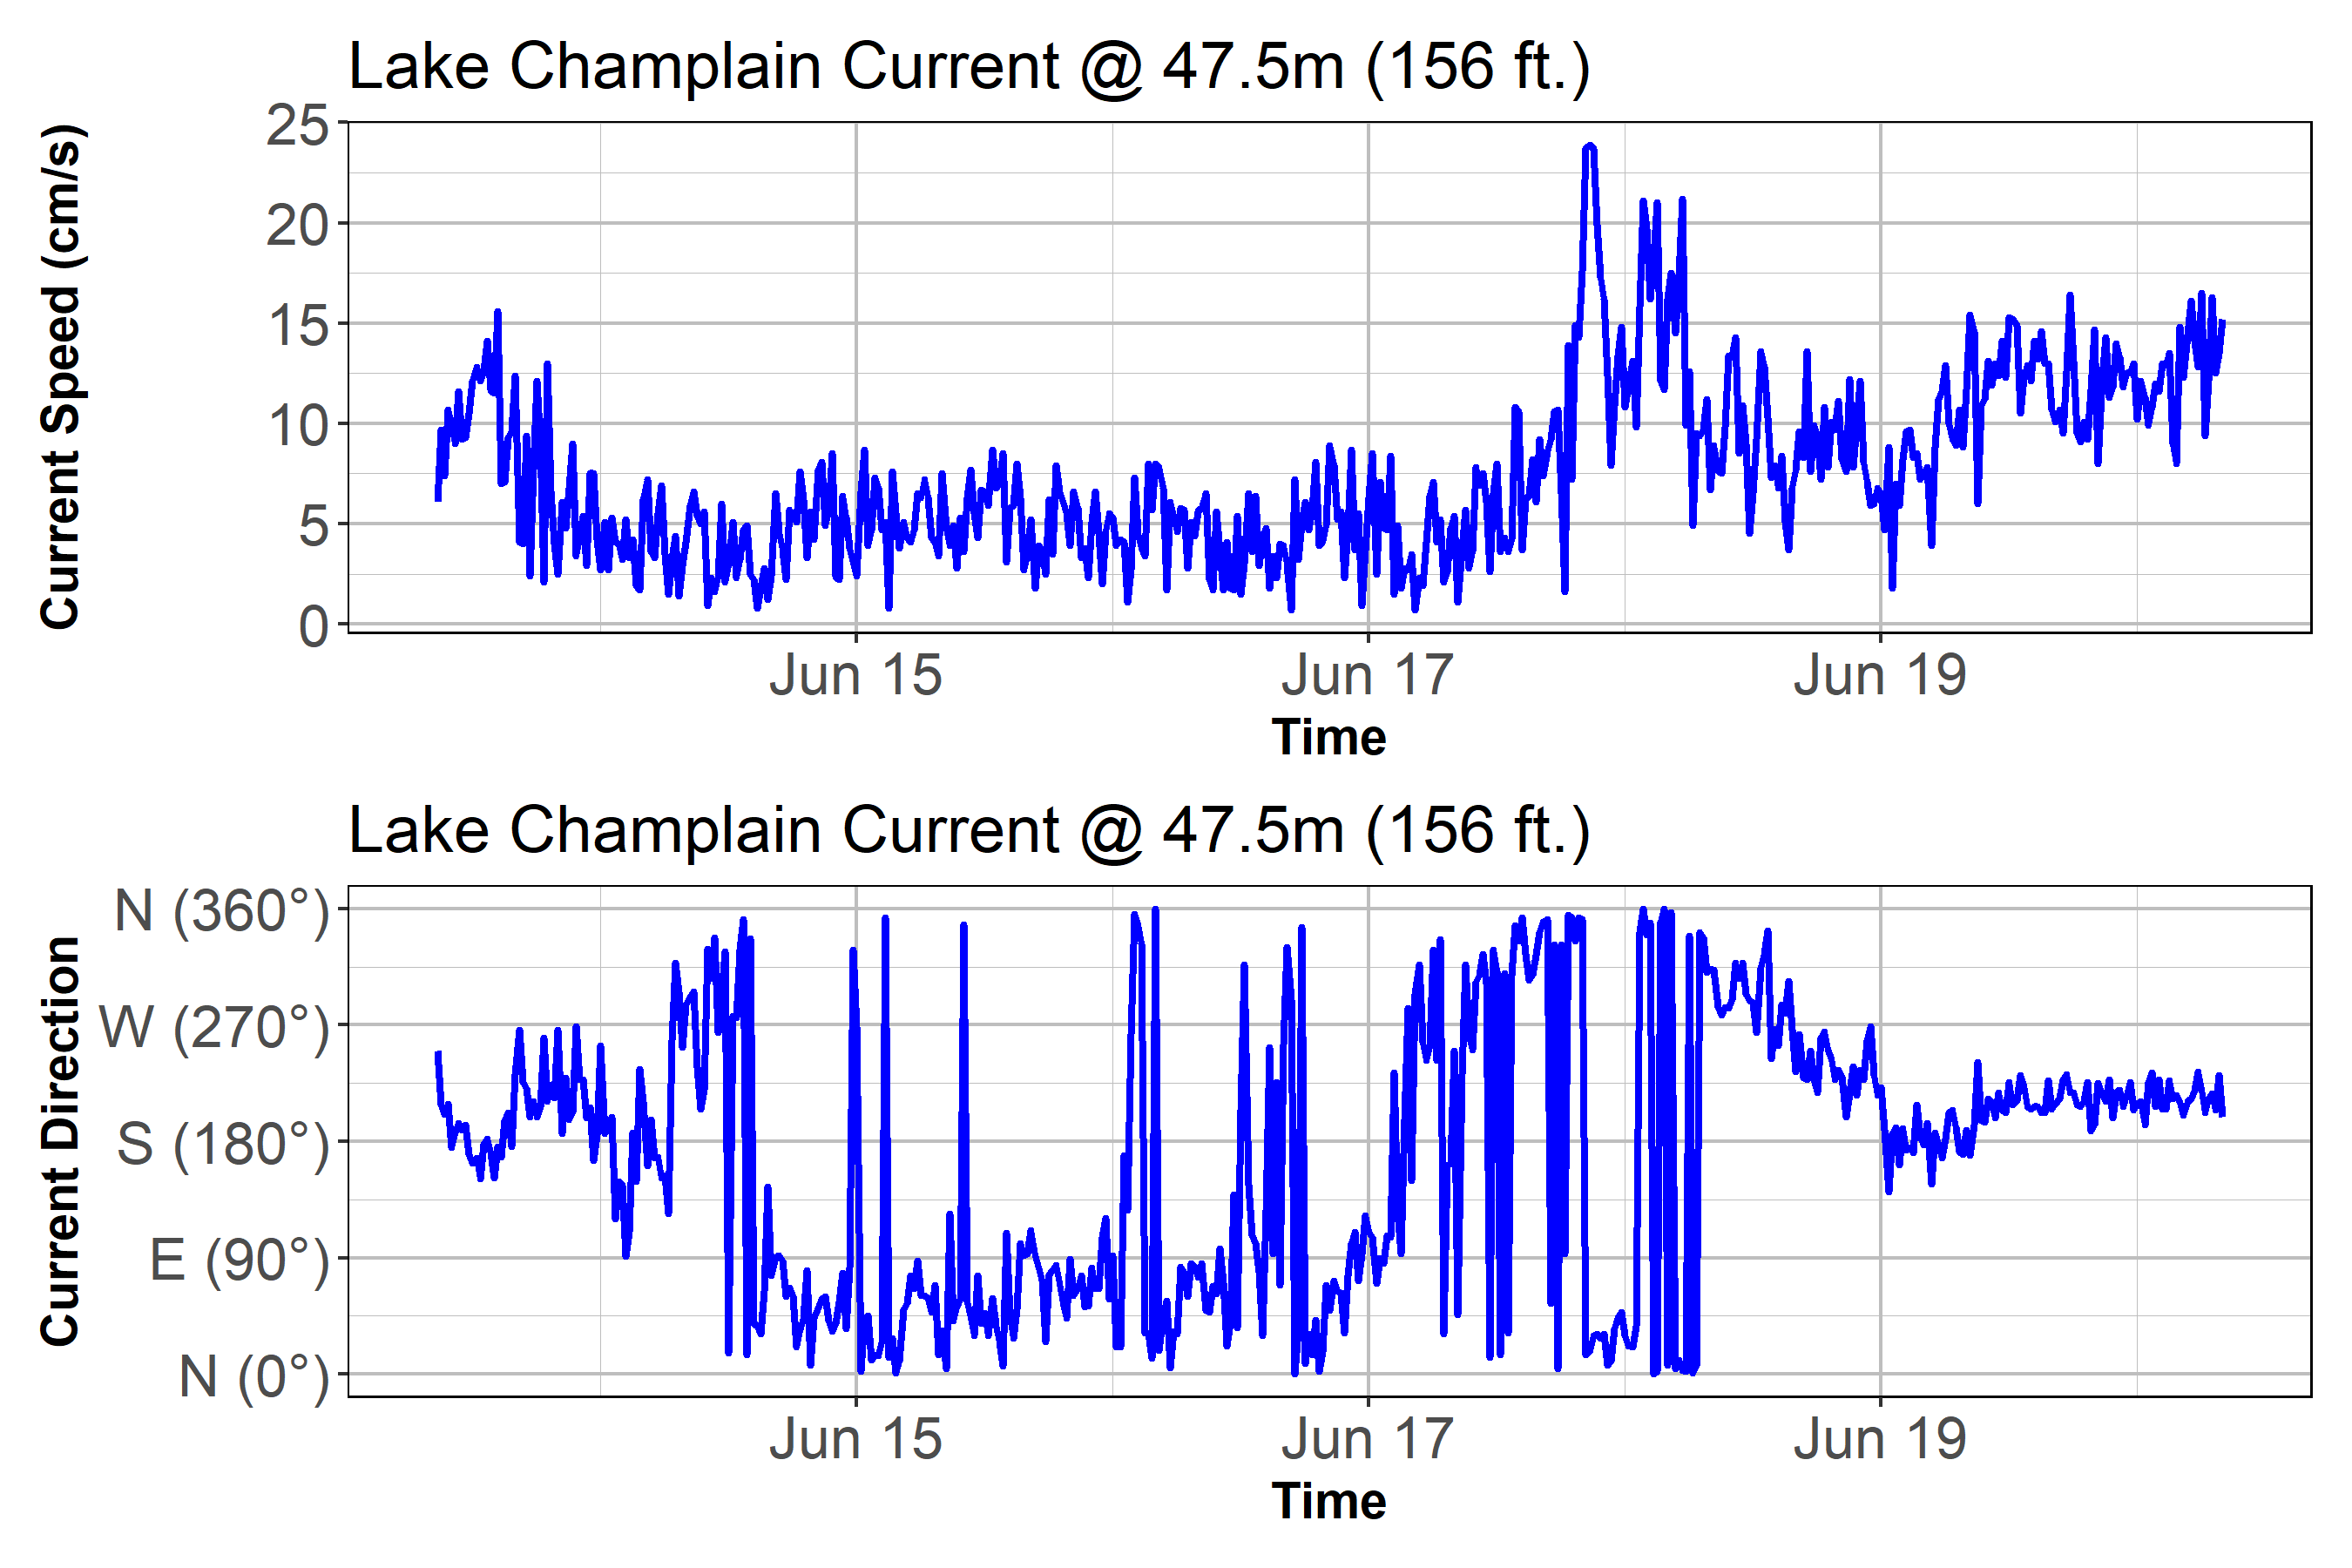 Lake Champlain Current @ 47.5m (156 ft.)
Current Speed (cm/s)
25
20
15
10
5
0
Jun 15 Jun 17 Jun 19
Time
Lake Champlain Current @ 47.5m (156 ft.)
Current Direction
N (360°)
W (270°)
S (180°)
E (90°)
N (0°)
Jun 15 Jun 17 Jun 19
Time